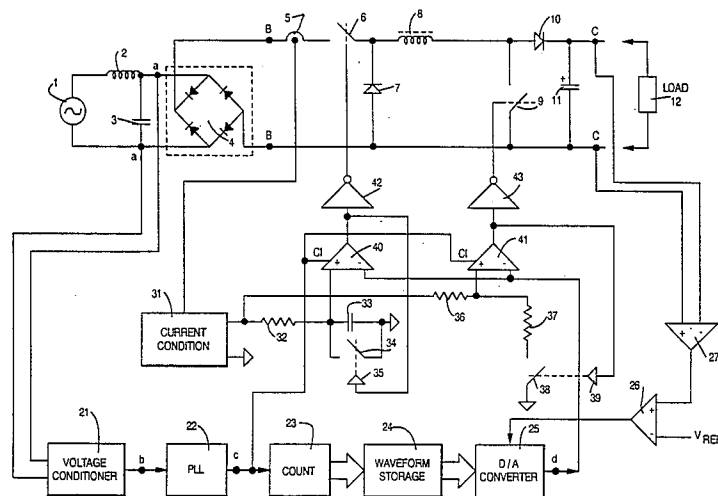 5
6
8
10
B
C
2
a
1
3
4
7
9
+
11
LOAD
12
a
B
C
42
43
CI
+
-
40
CI
+
-
41
31
CURRENT
CONDITION
32
33
34
35
36
37
38
39
+
-
-
27
26
+
-
V REF
21
VOLTAGE
CONDITIONER
b
22
PLL
c
23
COUNT
24
WAVEFORM
STORAGE
25
D/A
CONVERTER
d